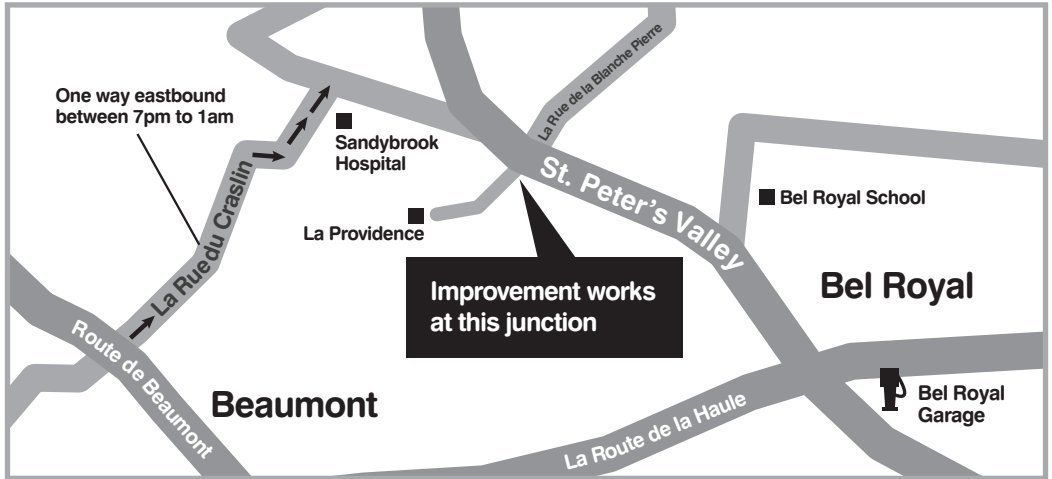 La Rue de la Blanche Pierre
One way eastbound
between 7pm to 1am
Sandybrook
Hospital
St. Peter's Valley
Bel Royal School
La Rue du Craslin
La Providence
Improvement works
at this junction
Bel Royal
Route de Beaumont
Beaumont
La Route de la Haule
Bel Royal
Garage